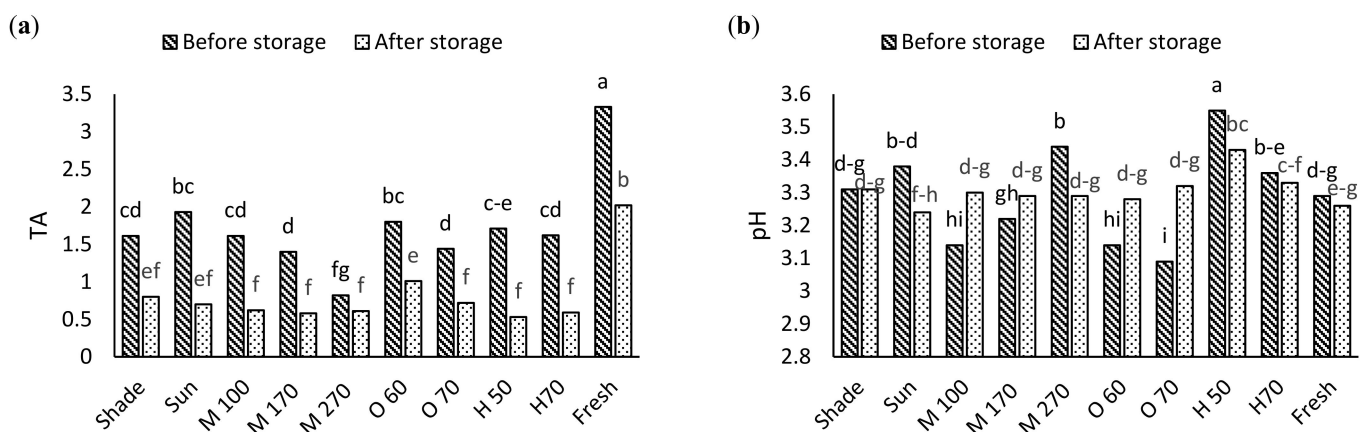 (a)
Before storage After storage
TA
3.5
3
2.5
2
1.5
1
0.5
0
cd ef
bc ef
cd f
d f
fg f
bc e
d f
c-e f
cd f
a b
Shade Sun M 100 M 170 M 270 O 60 O 70 H 50 H70 Fresh
(b)
Before storage After storage
pH
3.6
3.5
3.4
3.3
3.2
3.1
3
2.9
2.8
d-g d-g
b-d f-h
hi d-g
gh d-g
b d-g
hi d-g
i d-g
a bc
b-e c-f
d-g e-g
Shade Sun M 100 M 170 M 270 O 60 O 70 H 50 H70 Fresh